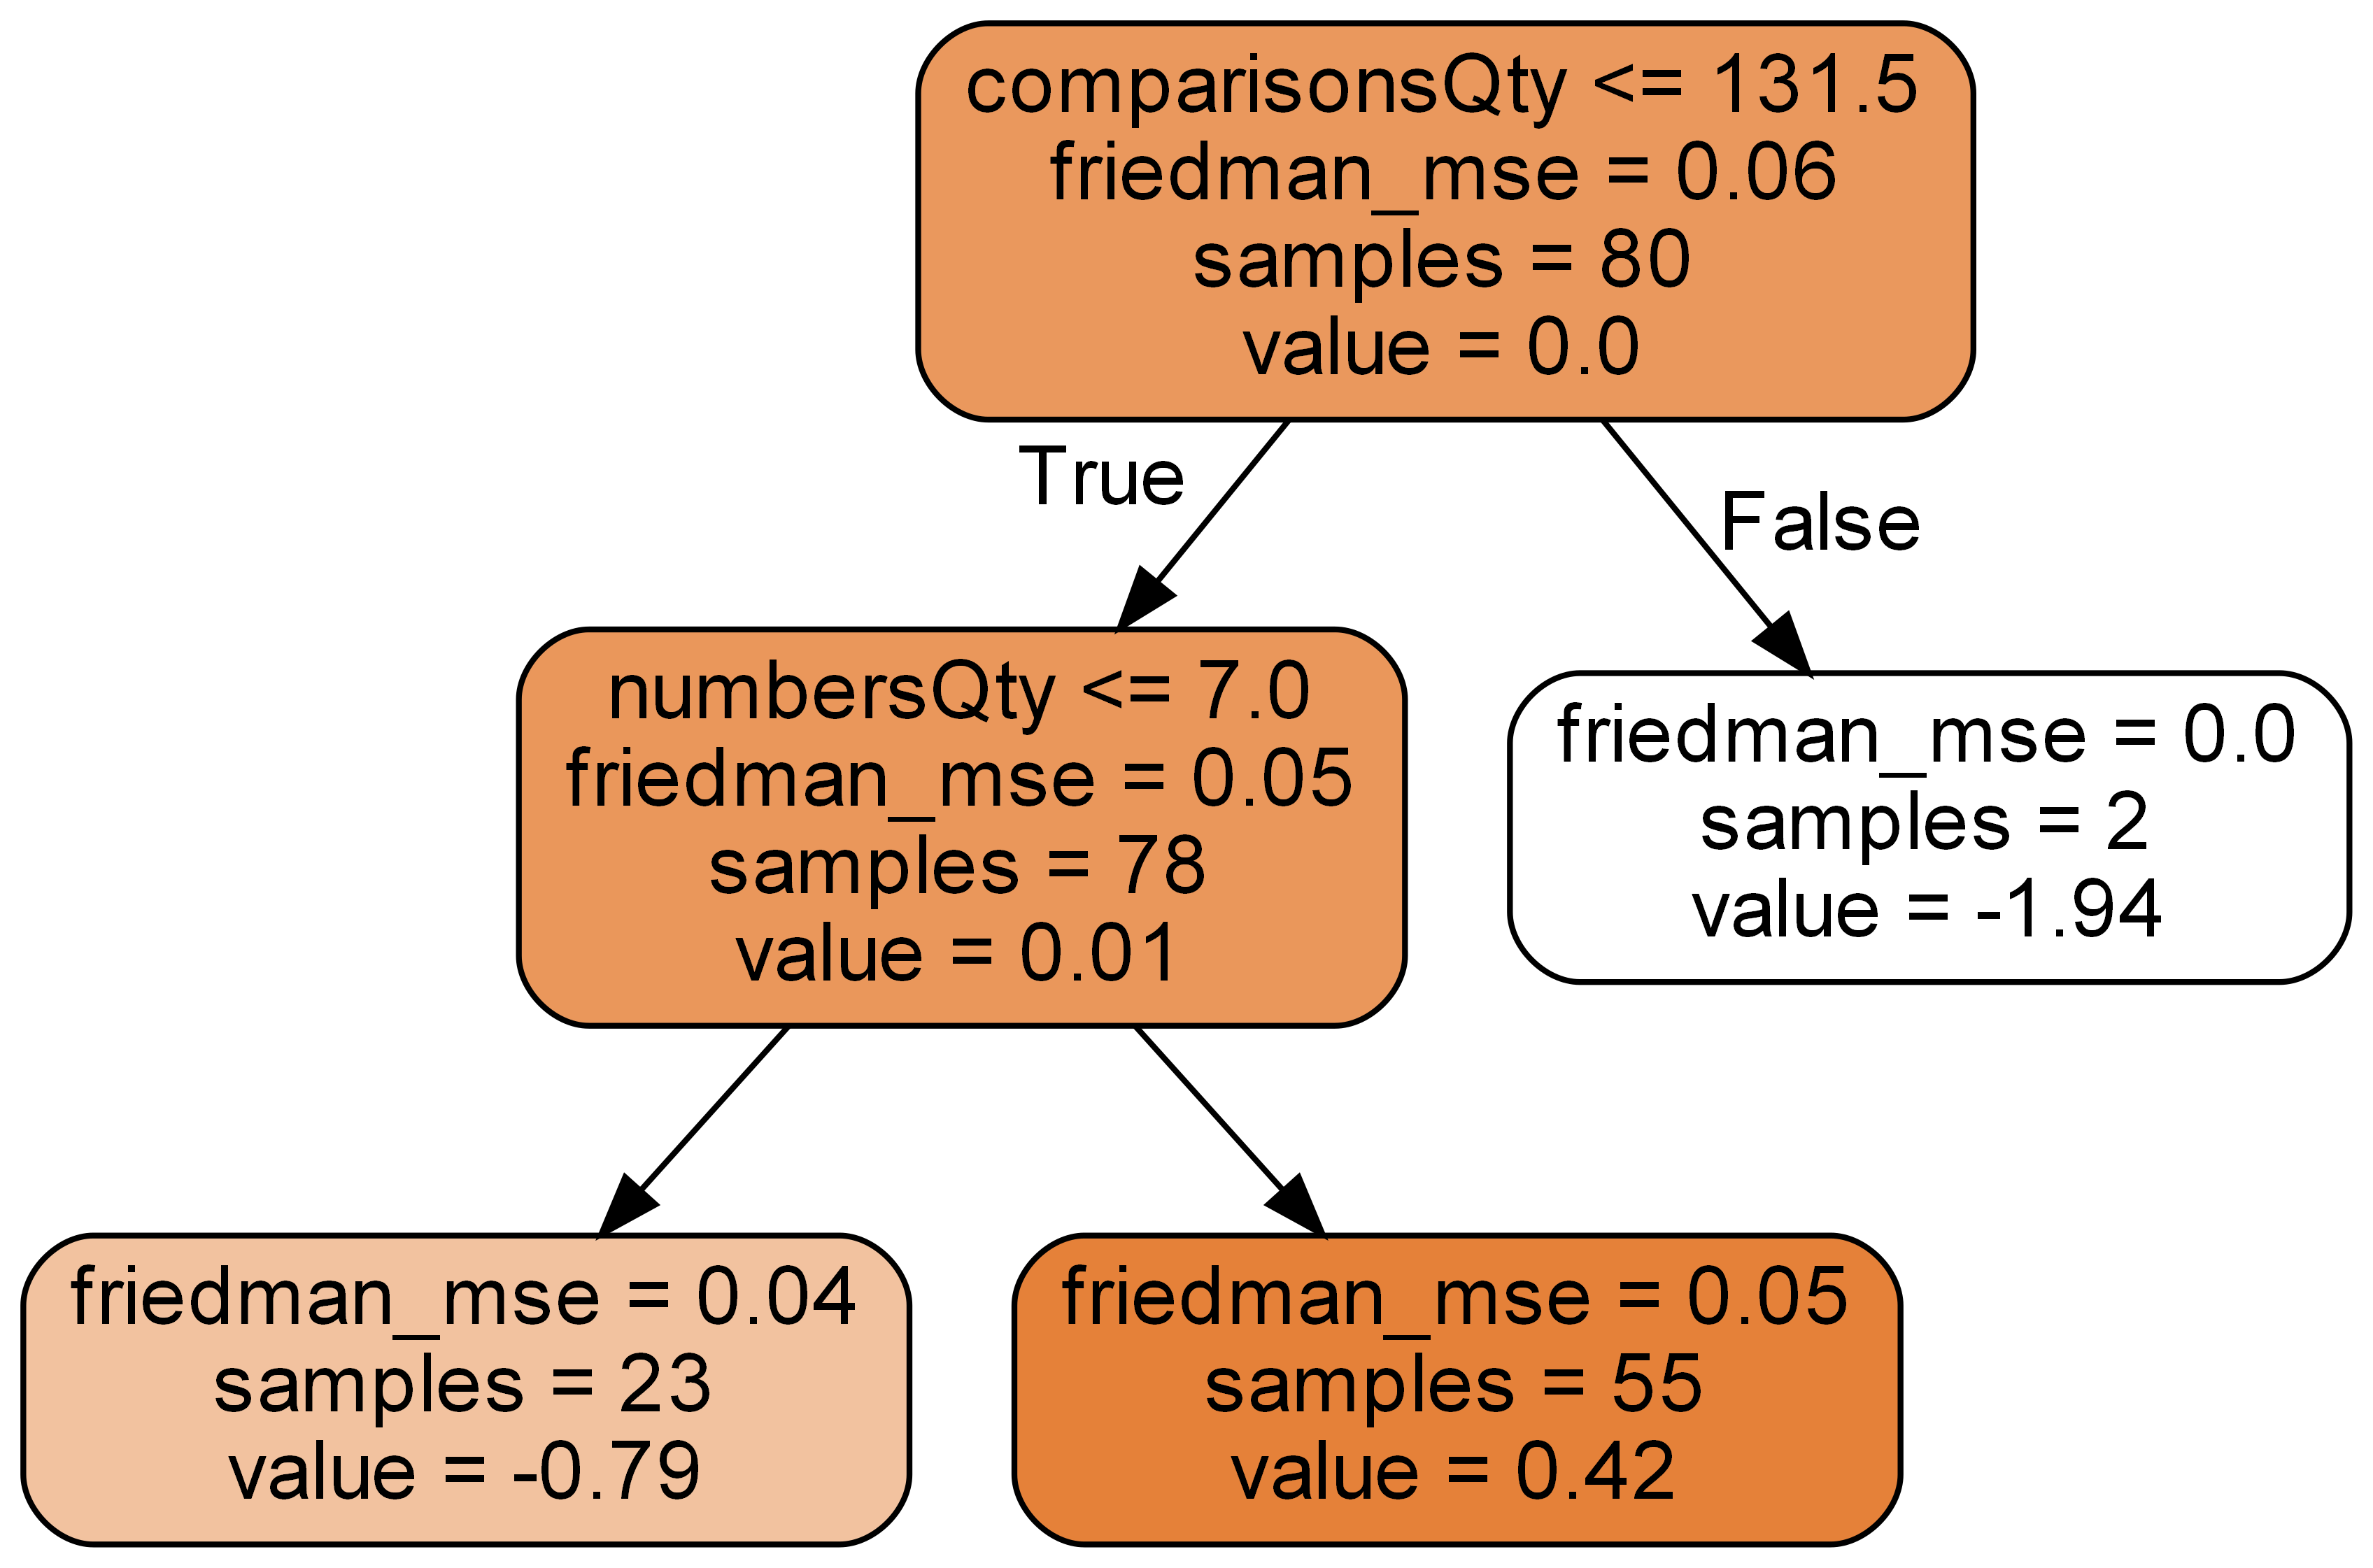 comparisonsQty <= 131.5
friedman_mse = 0.06
samples = 80
value = 0.0
True
False
numbersQty <= 7.0
friedman_mse = 0.05
samples = 78
value = 0.01
friedman_mse = 0.0
samples = 2
value = -1.94
friedman_mse = 0.04
samples = 23
value = -0.79
friedman_mse = 0.05
samples = 55
value = 0.42